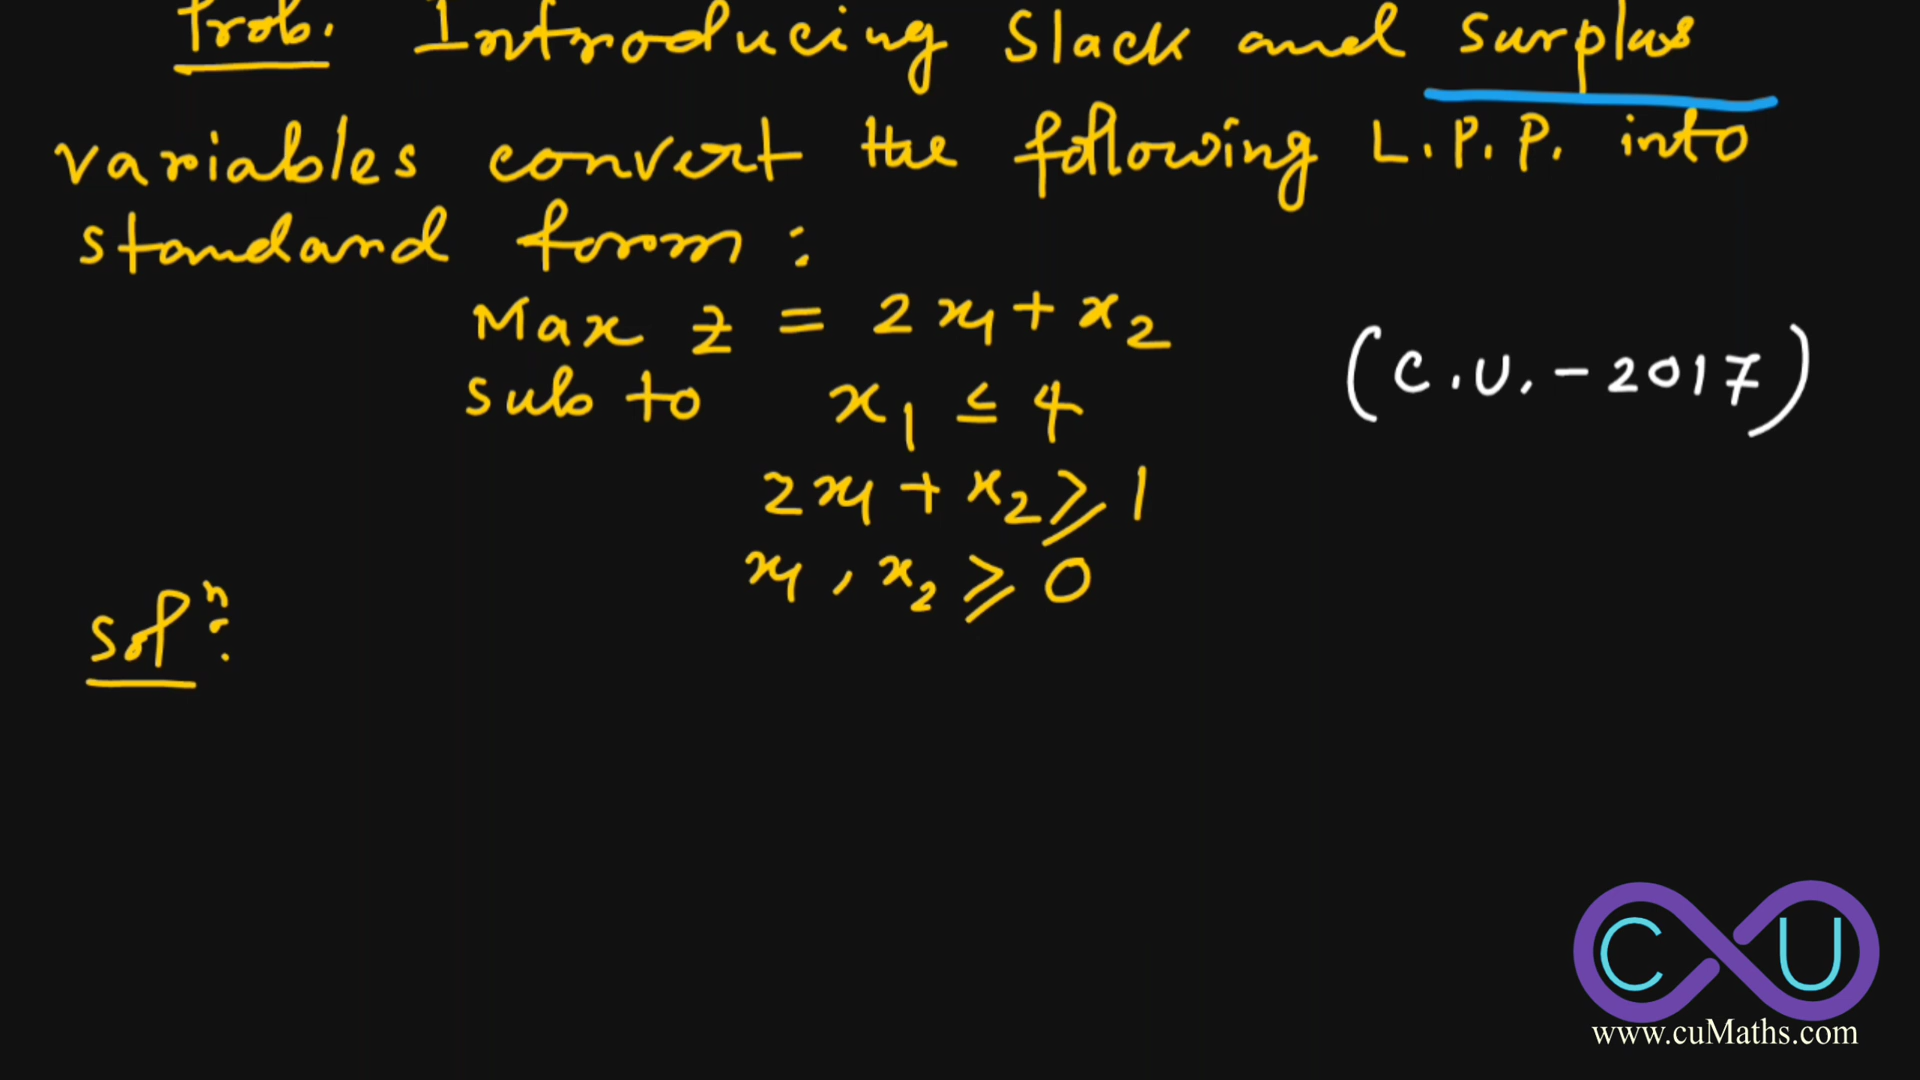 Prob. Introducing Slack and Surplus
variables convert the following L.P.P. into
standard form :
Max z = 2x₁ + x₂
Sub to x₁ ≤ 4
(C.U. - 2017)
2x₁ + x₂ ≥ 1
x₁, x₂ ≥ 0
Solⁿ:
CU
www.cuMaths.com